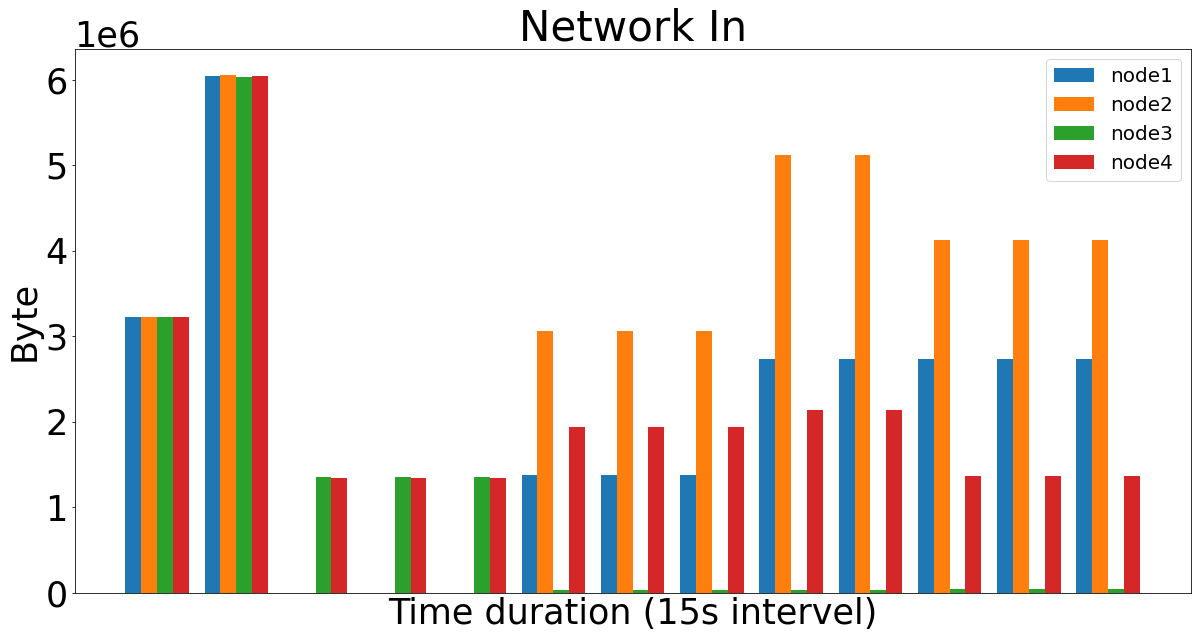 Network In
1e6
6
5
4
3
2
1
0
Byte
Time duration (15s intervel)
node1
node2
node3
node4